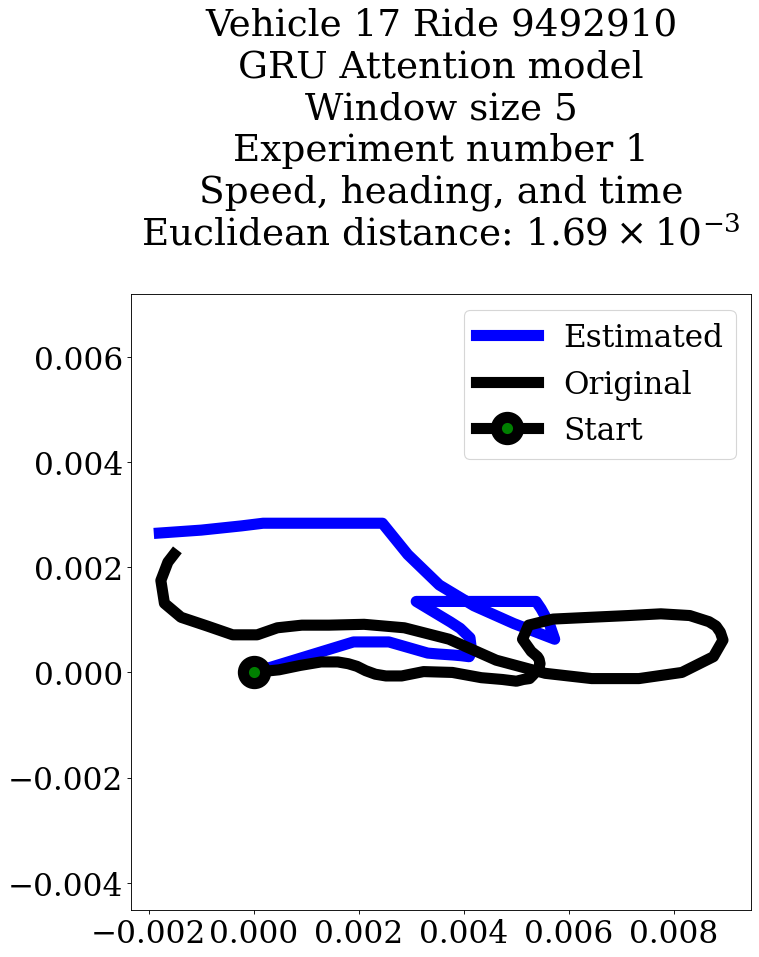 Vehicle 17 Ride 9492910
GRU Attention model
Window size 5
Experiment number 1
Speed, heading, and time
Euclidean distance: 1.69 × 10⁻³
Estimated
Original
Start
0.006
0.004
0.002
0.000
−0.002
−0.004
−0.002 0.000 0.002 0.004 0.006 0.008